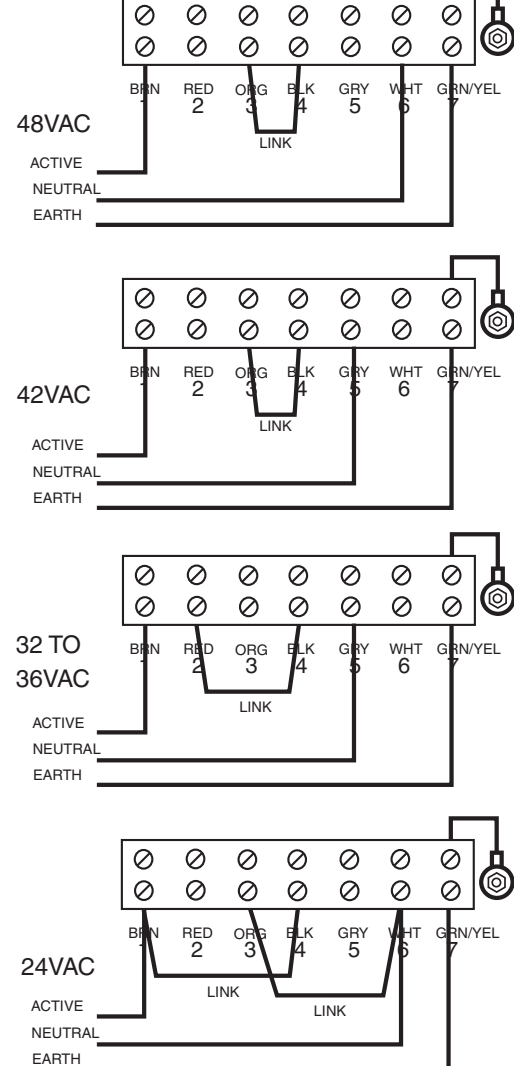 BRN RED ORG BLK GRY WHT GRN/YEL
1 2 3 4 5 6 7
48VAC
LINK
ACTIVE
NEUTRAL
EARTH
BRN RED ORG BLK GRY WHT GRN/YEL
1 2 3 4 5 6 7
42VAC
LINK
ACTIVE
NEUTRAL
EARTH
32 TO
36VAC
BRN RED ORG BLK GRY WHT GRN/YEL
1 2 3 4 5 6 7
LINK
ACTIVE
NEUTRAL
EARTH
BRN RED ORG BLK GRY WHT GRN/YEL
1 2 3 4 5 6 7
24VAC
LINK
LINK
ACTIVE
NEUTRAL
EARTH